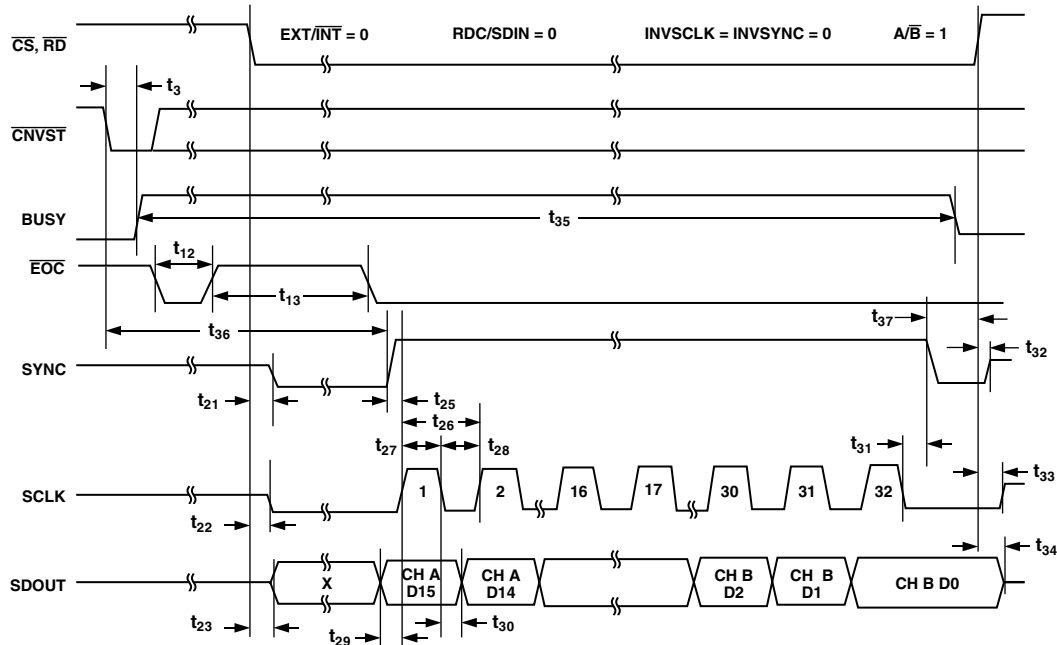 EXT/INT = 0 RDC/SDIN = 0 INVSCLK = INVSYNC = 0 A/B = 1
CS, RD
t3
CNVST
BUSY
t35
t12
EOC
t13
t36
t37
t32
SYNC
t21
t25
t26
t27
t28
t31
t33
SCLK
1 2 16 17 30 31 32
t22
t34
SDOUT
X
CH A
D15
CH A
D14
CH B
D2
CH B
D1
CH B D0
t23
t29
t30